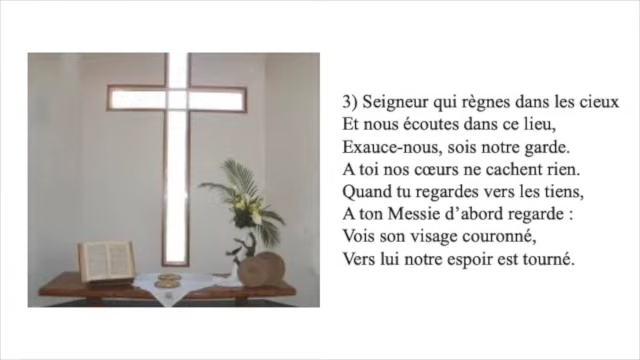 3) Seigneur qui règnes dans les cieux
Et nous écoutes dans ce lieu,
Exauce-nous, sois notre garde.
A toi nos cœurs ne cachent rien.
Quand tu regardes vers les tiens,
A ton Messie d’abord regarde :
Vois son visage couronné,
Vers lui notre espoir est tourné.